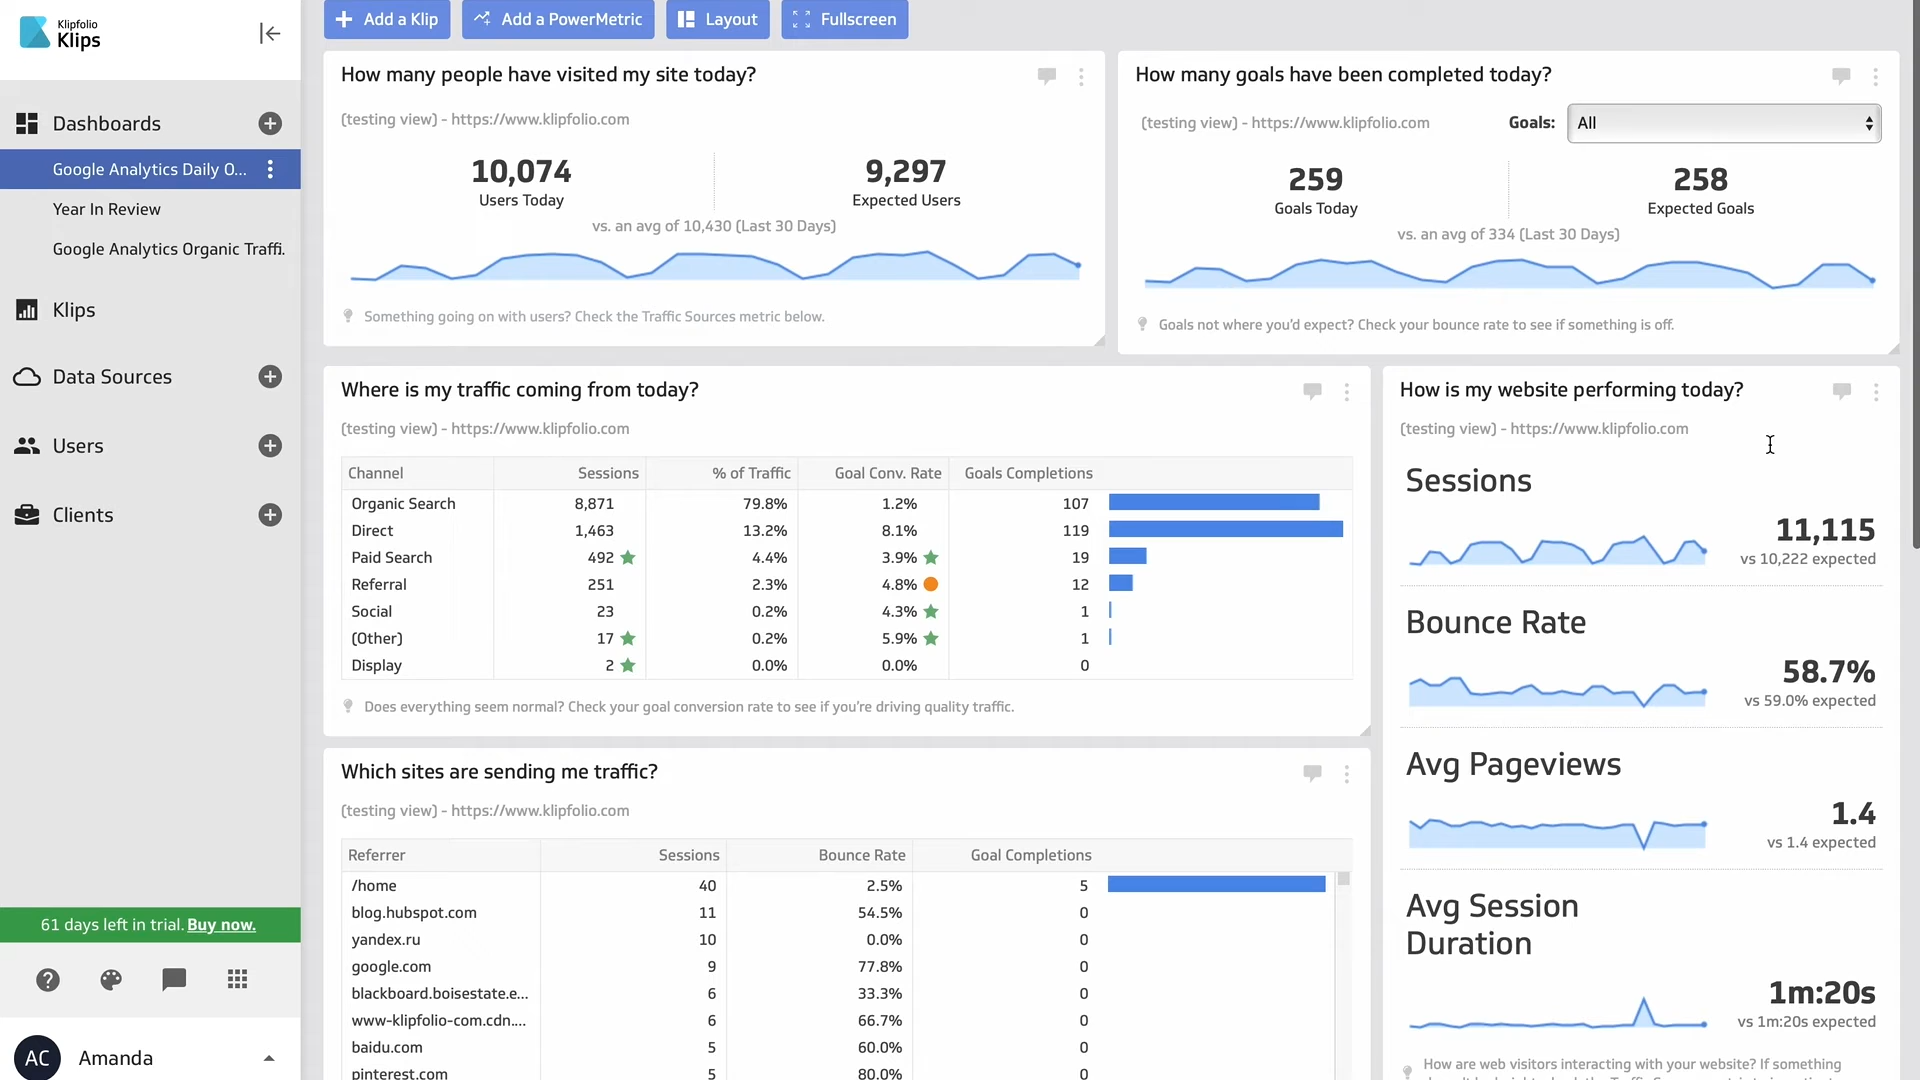 Klipfolio
Klips
Dashboards
Google Analytics Daily O...
Year In Review
Google Analytics Organic Traffi.
Klips
Data Sources
Users
Clients
61 days left in trial. Buy now.
AC Amanda
Add a Klip
Add a PowerMetric
Layout
Fullscreen
How many people have visited my site today?
(testing view) - https://www.klipfolio.com
10,074 9,297
Users Today Expected Users
vs. an avg of 10,430 (Last 30 Days)
Something going on with users? Check the Traffic Sources metric below.
How many goals have been completed today?
(testing view) - https://www.klipfolio.com Goals: All
259 258
Goals Today Expected Goals
vs. an avg of 334 (Last 30 Days)
Goals not where you'd expect? Check your bounce rate to see if something is off.
Where is my traffic coming from today?
(testing view) - https://www.klipfolio.com
Channel Sessions % of Traffic Goal Conv. Rate Goals Completions
Organic Search 8,871 79.8% 1.2% 107
Direct 1,463 13.2% 8.1% 119
Paid Search 492 4.4% 3.9% 19
Referral 251 2.3% 4.8% 12
Social 23 0.2% 4.3% 1
(Other) 17 0.2% 5.9% 1
Display 2 0.0% 0.0% 0
Does everything seem normal? Check your goal conversion rate to see if you're driving quality traffic.
Which sites are sending me traffic?
(testing view) - https://www.klipfolio.com
Referrer Sessions Bounce Rate Goal Completions
/home 40 2.5% 5
blog.hubspot.com 11 54.5% 0
yandex.ru 10 0.0% 0
google.com 9 77.8% 0
blackboard.boisestate.e... 6 33.3% 0
www-klipfolio-com.cdn.... 6 66.7% 0
baidu.com 5 60.0% 0
pinterest.com 5 80.0% 0
How is my website performing today?
(testing view) - https://www.klipfolio.com
Sessions
11,115
vs 10,222 expected
Bounce Rate
58.7%
vs 59.0% expected
Avg Pageviews
1.4
vs 1.4 expected
Avg Session
Duration
1m:20s
vs 1m:20s expected
How are web visitors interacting with your website? If something